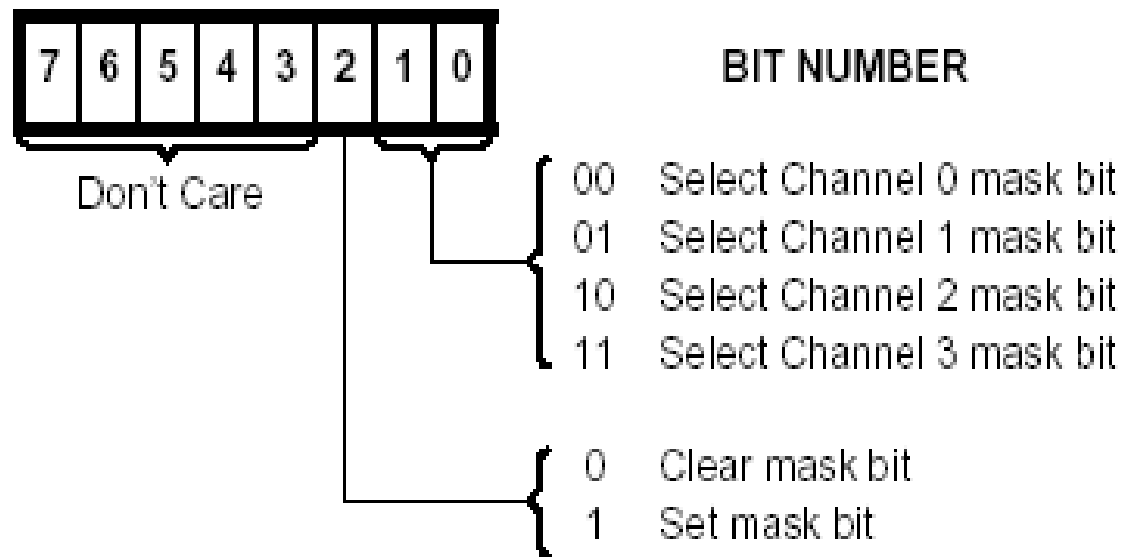 7 6 5 4 3 2 1 0 BIT NUMBER
Don't Care
00 Select Channel 0 mask bit
01 Select Channel 1 mask bit
10 Select Channel 2 mask bit
11 Select Channel 3 mask bit
0 Clear mask bit
1 Set mask bit